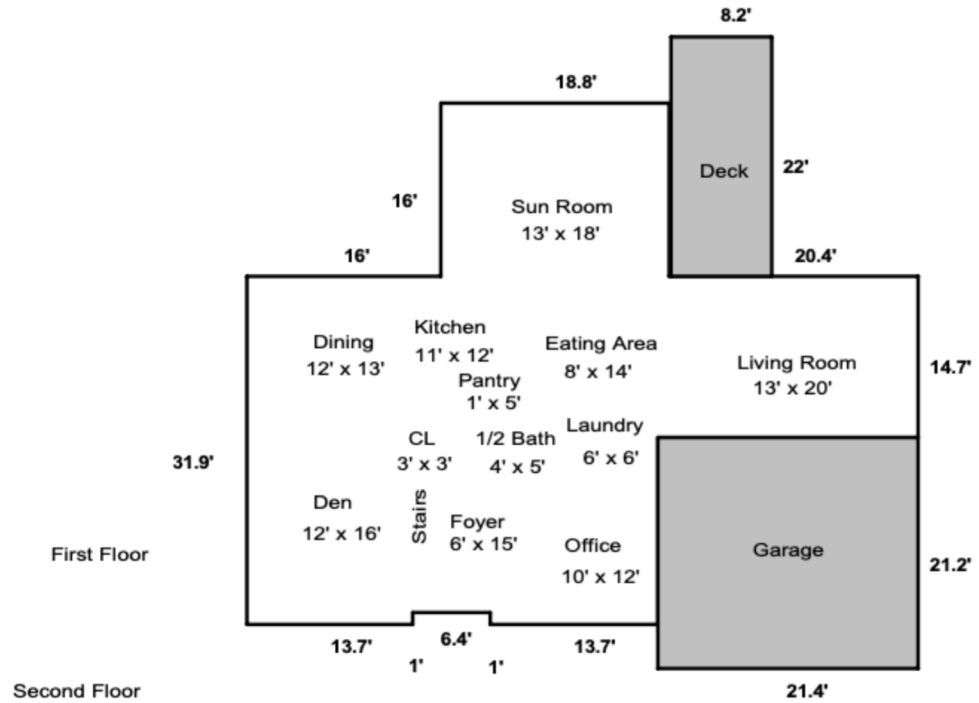 8.2'
18.8'
Deck
22'
16'
Sun Room
13' x 18'
16'
20.4'
Dining
12' x 13'
Kitchen
11' x 12'
Eating Area
8' x 14'
Living Room
13' x 20'
14.7'
Pantry
1' x 5'
CL
3' x 3'
1/2 Bath
4' x 5'
Laundry
6' x 6'
31.9'
Den
12' x 16'
Stairs
Foyer
6' x 15'
Office
10' x 12'
Garage
21.2'
First Floor
13.7'
6.4'
13.7'
1'
1'
Second Floor
21.4'